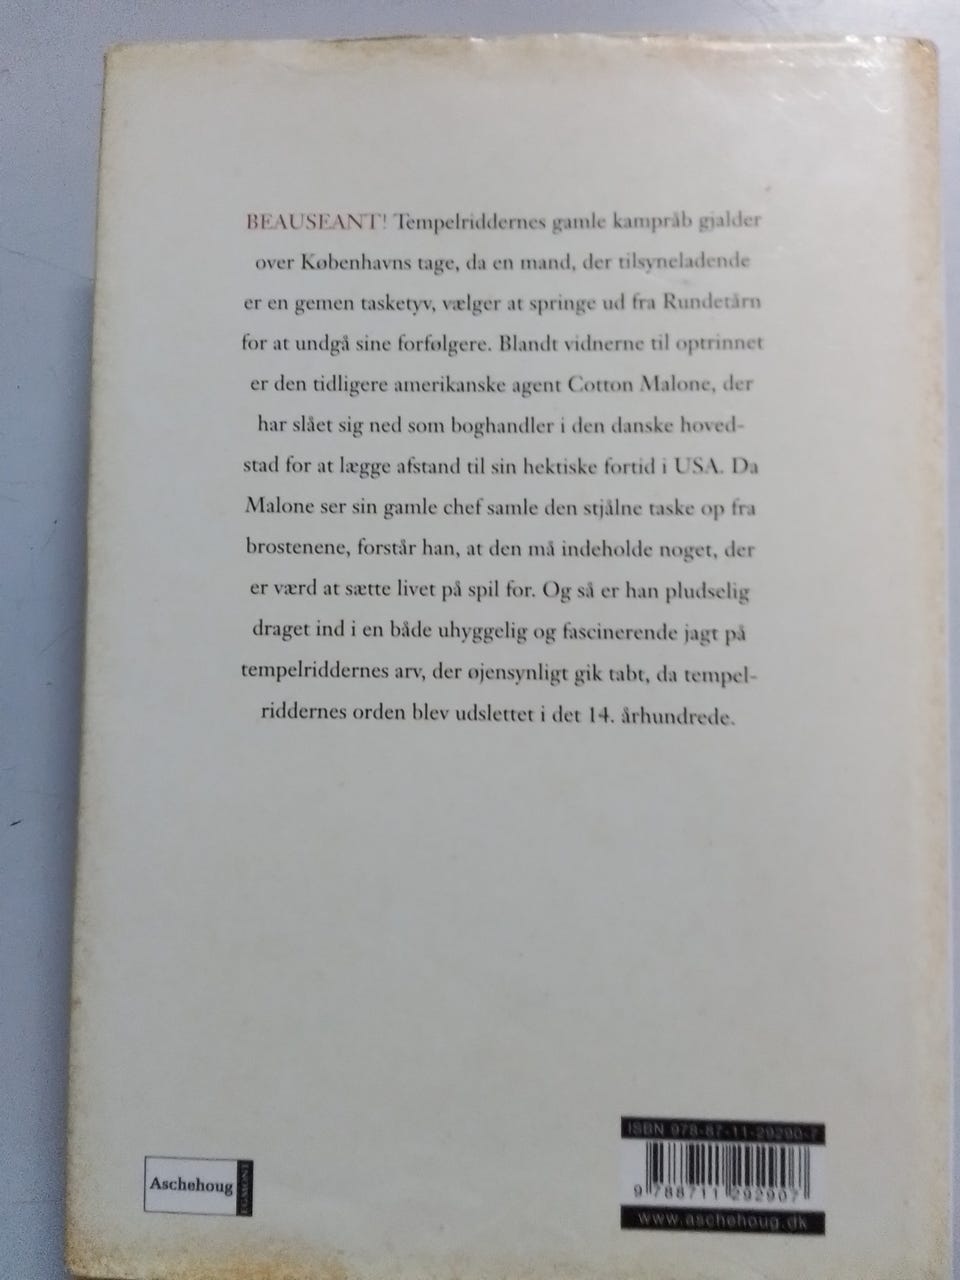 BEAUSEANT! Tempelriddernes gamle kampråb gjalder
over Københavns tage, da en mand, der tilsyneladende
er en gemen tasketyv, vælger at springe ud fra Rundetårn
for at undgå sine forfølgere. Blandt vidnerne til optrinnet
er den tidligere amerikanske agent Cotton Malone, der
har slået sig ned som boghandler i den danske hoved-
stad for at lægge afstand til sin hektiske fortid i USA. Da
Malone ser sin gamle chef samle den stjålne taske op fra
brostenene, forstår han, at den må indeholde noget, der
er værd at sætte livet på spil for. Og så er han pludselig
draget ind i en både uhyggelig og fascinerende jagt på
tempelriddernes arv, der øjensynligt gik tabt, da tempel-
riddernes orden blev udslettet i det 14. århundrede.
Aschehoug
EGMONT
ISBN 978-87-11-29290-7
9 788711 292907
www.aschehoug.dk